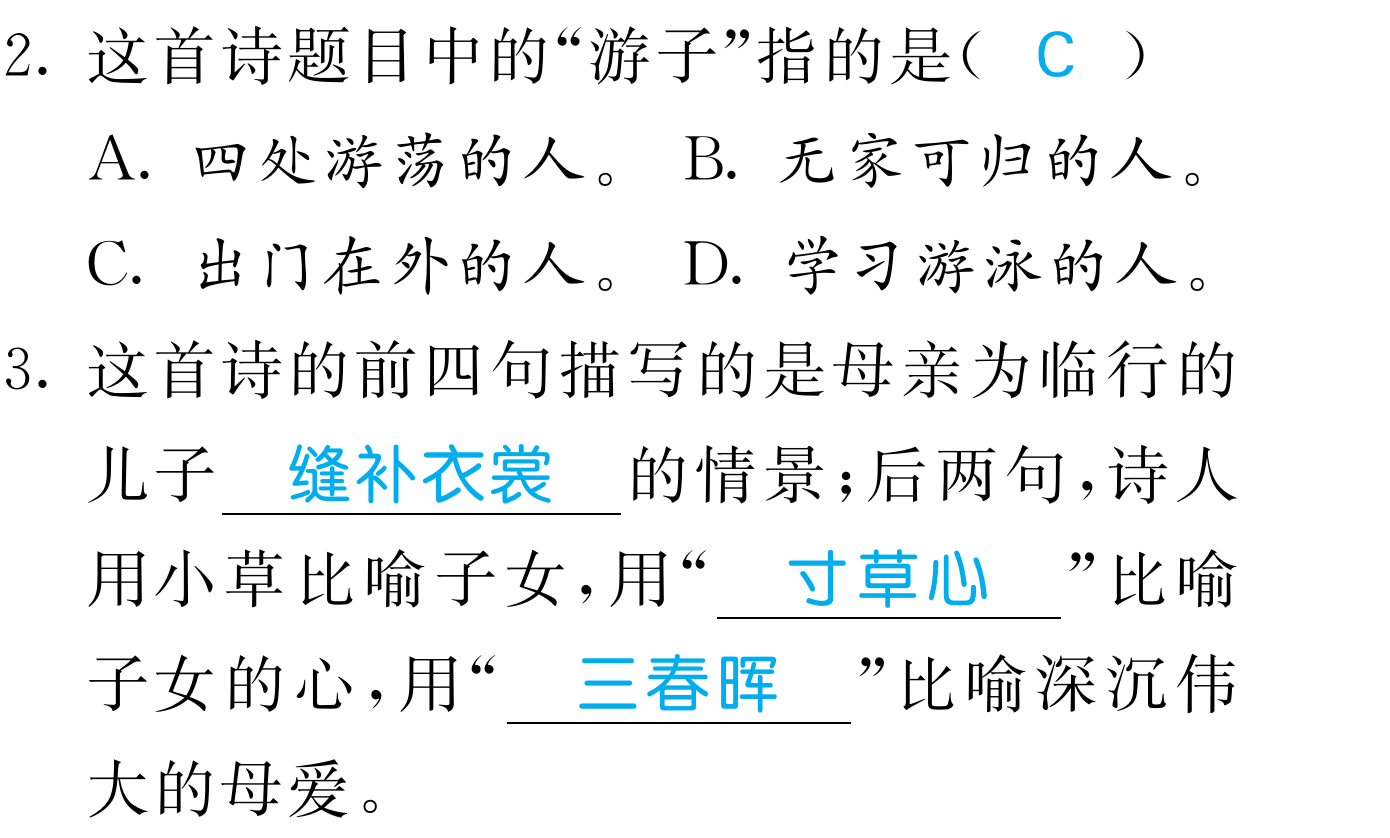 2. 这首诗题目中的“游子”指的是( C )
A. 四处游荡的人。 B. 无家可归的人。
C. 出门在外的人。 D. 学习游泳的人。
3. 这首诗的前四句描写的是母亲为临行的
儿子 缝补衣裳 的情景;后两句,诗人
用小草比喻子女,用“ 寸草心 ”比喻
子女的心,用“ 三春晖 ”比喻深沉伟
大的母爱。